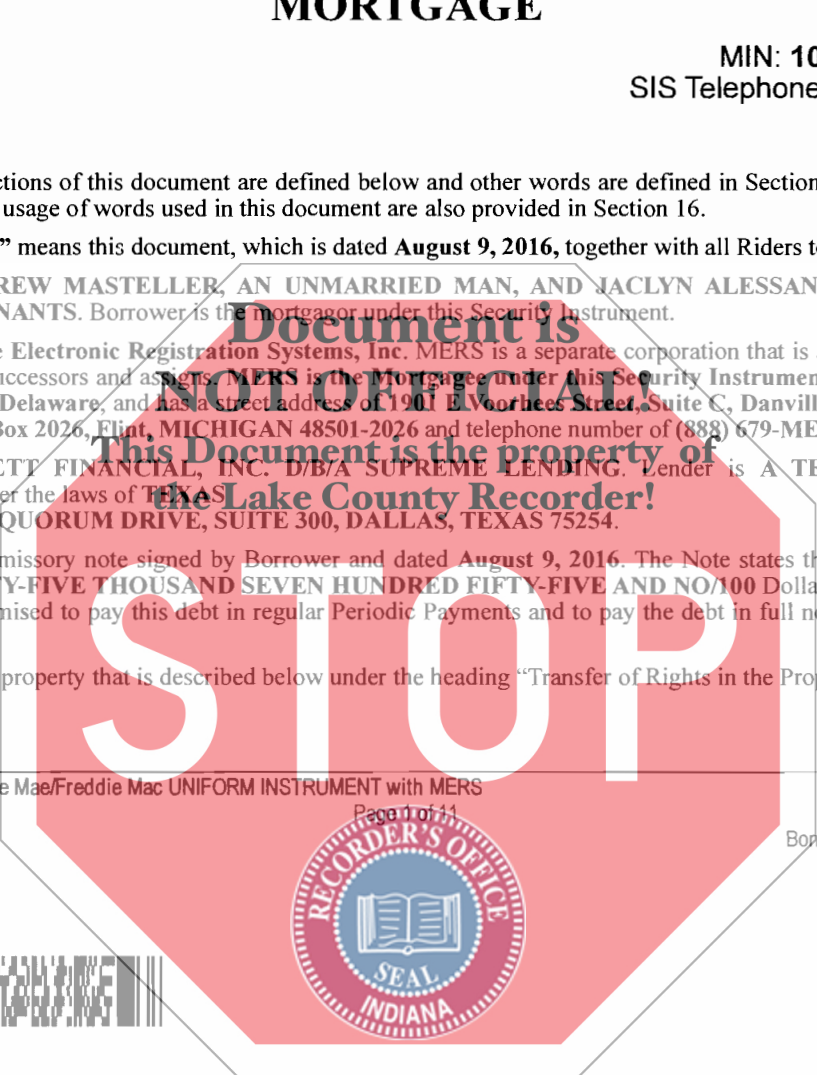 MORTGAGE
MIN: 10
SIS Telephone
ctions of this document are defined below and other words are defined in Section
usage of words used in this document are also provided in Section 16.
” means this document, which is dated August 9, 2016, together with all Riders to
REW MASTELLER, AN UNMARRIED MAN, AND JACLYN ALESSAN
NANTS. Borrower is the mortgagor under this Security Instrument.
Document is
e Electronic Registration Systems, Inc. MERS is a separate corporation that is
uccessors and assigns. MERS is the Mortgagee under this Security Instrumen
NOT OFFICIAL!
Delaware, and has a street address of 1901 E Voorhees Street, Suite C, Danvill
Box 2026, Flint, MICHIGAN 48501-2026 and telephone number of (888) 679-ME
This Document is the property of
ETT FINANCIAL, INC. D/B/A SUPREME LENDING. Lender is A TE
er the laws of TEXAS
the Lake County Recorder!
QUORUM DRIVE, SUITE 300, DALLAS, TEXAS 75254.
missory note signed by Borrower and dated August 9, 2016. The Note states th
TY-FIVE THOUSAND SEVEN HUNDRED FIFTY-FIVE AND NO/100 Dolla
mised to pay this debt in regular Periodic Payments and to pay the debt in full no
STOP
property that is described below under the heading “Transfer of Rights in the Prop
e Mae/Freddie Mac UNIFORM INSTRUMENT with MERS
Page 1 of 11
Bor
RECORDER'S OFFICE
SEAL
INDIANA